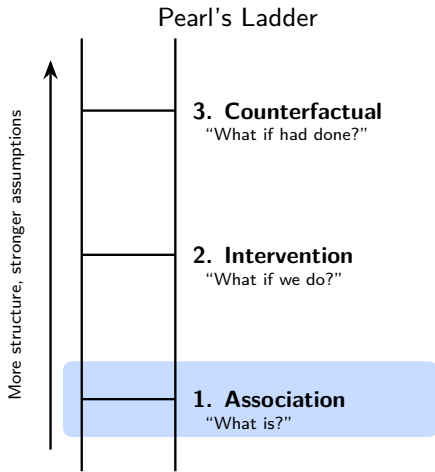 Pearl's Ladder
More structure, stronger assumptions
3. Counterfactual
“What if had done?”
2. Intervention
“What if we do?”
1. Association
“What is?”